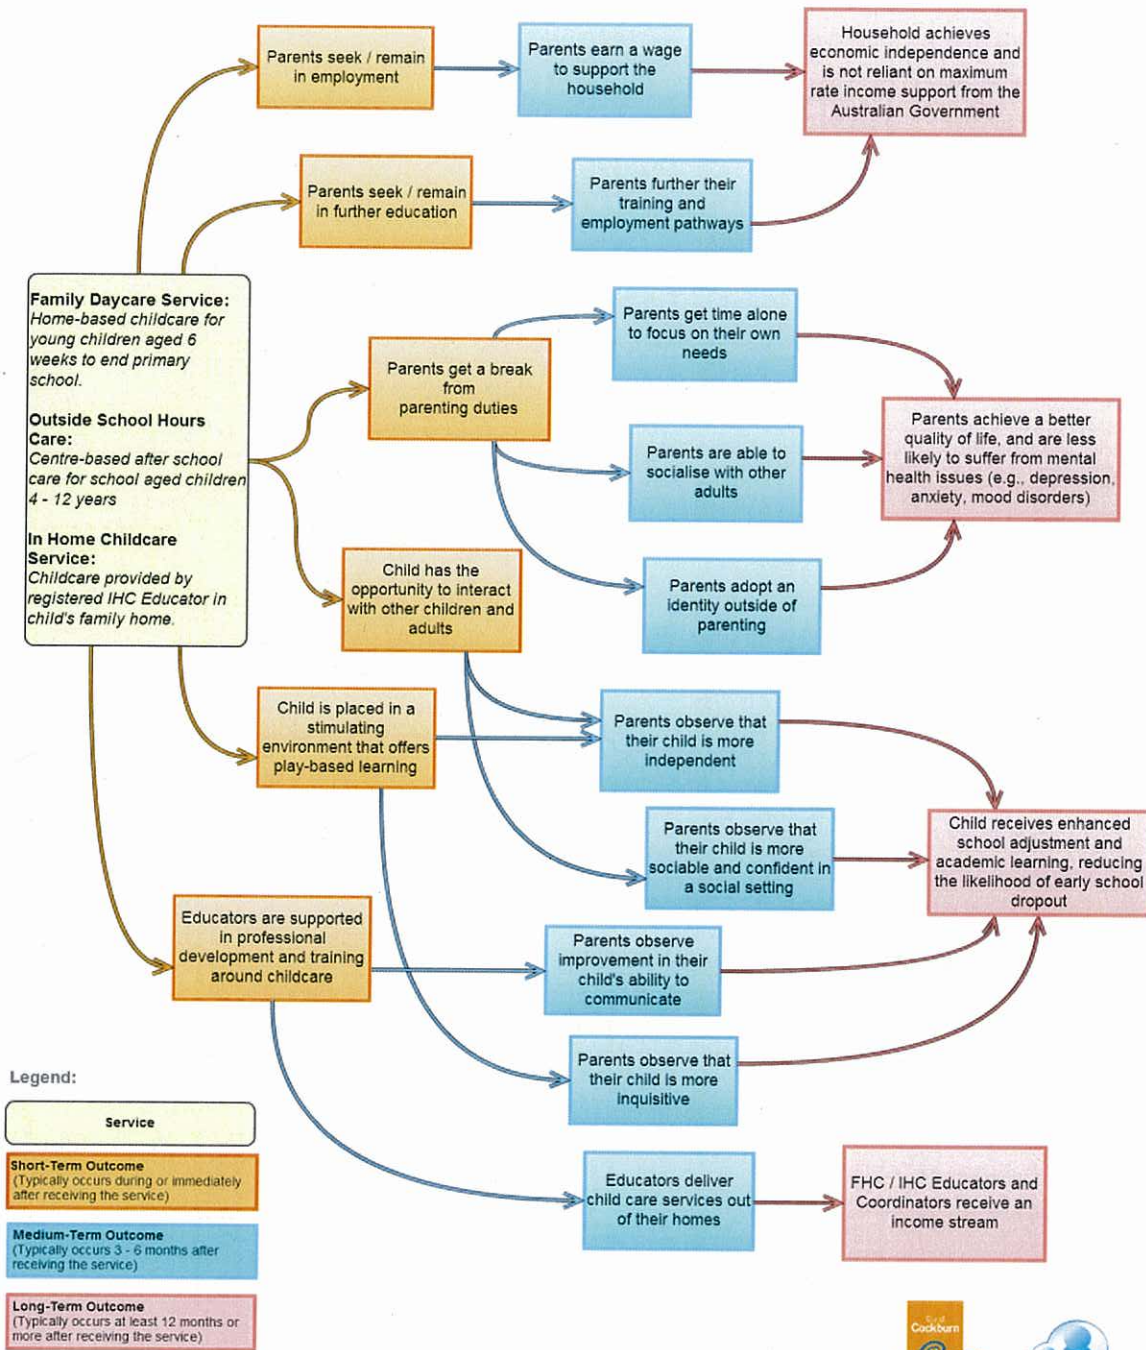 Parents seek / remain
in employment
Parents earn a wage
to support the
household
Household achieves
economic independence and
is not reliant on maximum
rate income support from the
Australian Government
Parents seek / remain
in further education
Parents further their
training and
employment pathways
Family Daycare Service:
Home-based childcare for
young children aged 6
weeks to end primary
school.
Outside School Hours
Care:
Centre-based after school
care for school aged children
4 - 12 years
In Home Childcare
Service:
Childcare provided by
registered IHC Educator in
child's family home.
Parents get a break
from
parenting duties
Parents get time alone
to focus on their own
needs
Parents are able to
socialise with other
adults
Parents achieve a better
quality of life, and are less
likely to suffer from mental
health issues (e.g., depression,
anxiety, mood disorders)
Child has the
opportunity to interact
with other children and
adults
Parents adopt an
identity outside of
parenting
Child is placed in a
stimulating
environment that offers
play-based learning
Parents observe that
their child is more
independent
Parents observe that
their child is more
sociable and confident in
a social setting
Child receives enhanced
school adjustment and
academic learning, reducing
the likelihood of early school
dropout
Educators are supported
in professional
development and training
around childcare
Parents observe
improvement in their
child's ability to
communicate
Parents observe that
their child is more
inquisitive
Educators deliver
child care services out
of their homes
FHC / IHC Educators and
Coordinators receive an
income stream
Legend:
Service
Short-Term Outcome
(Typically occurs during or immediately
after receiving the service)
Medium-Term Outcome
(Typically occurs 3 - 6 months after
receiving the service)
Long-Term Outcome
(Typically occurs at least 12 months or
more after receiving the service)
Cockburn